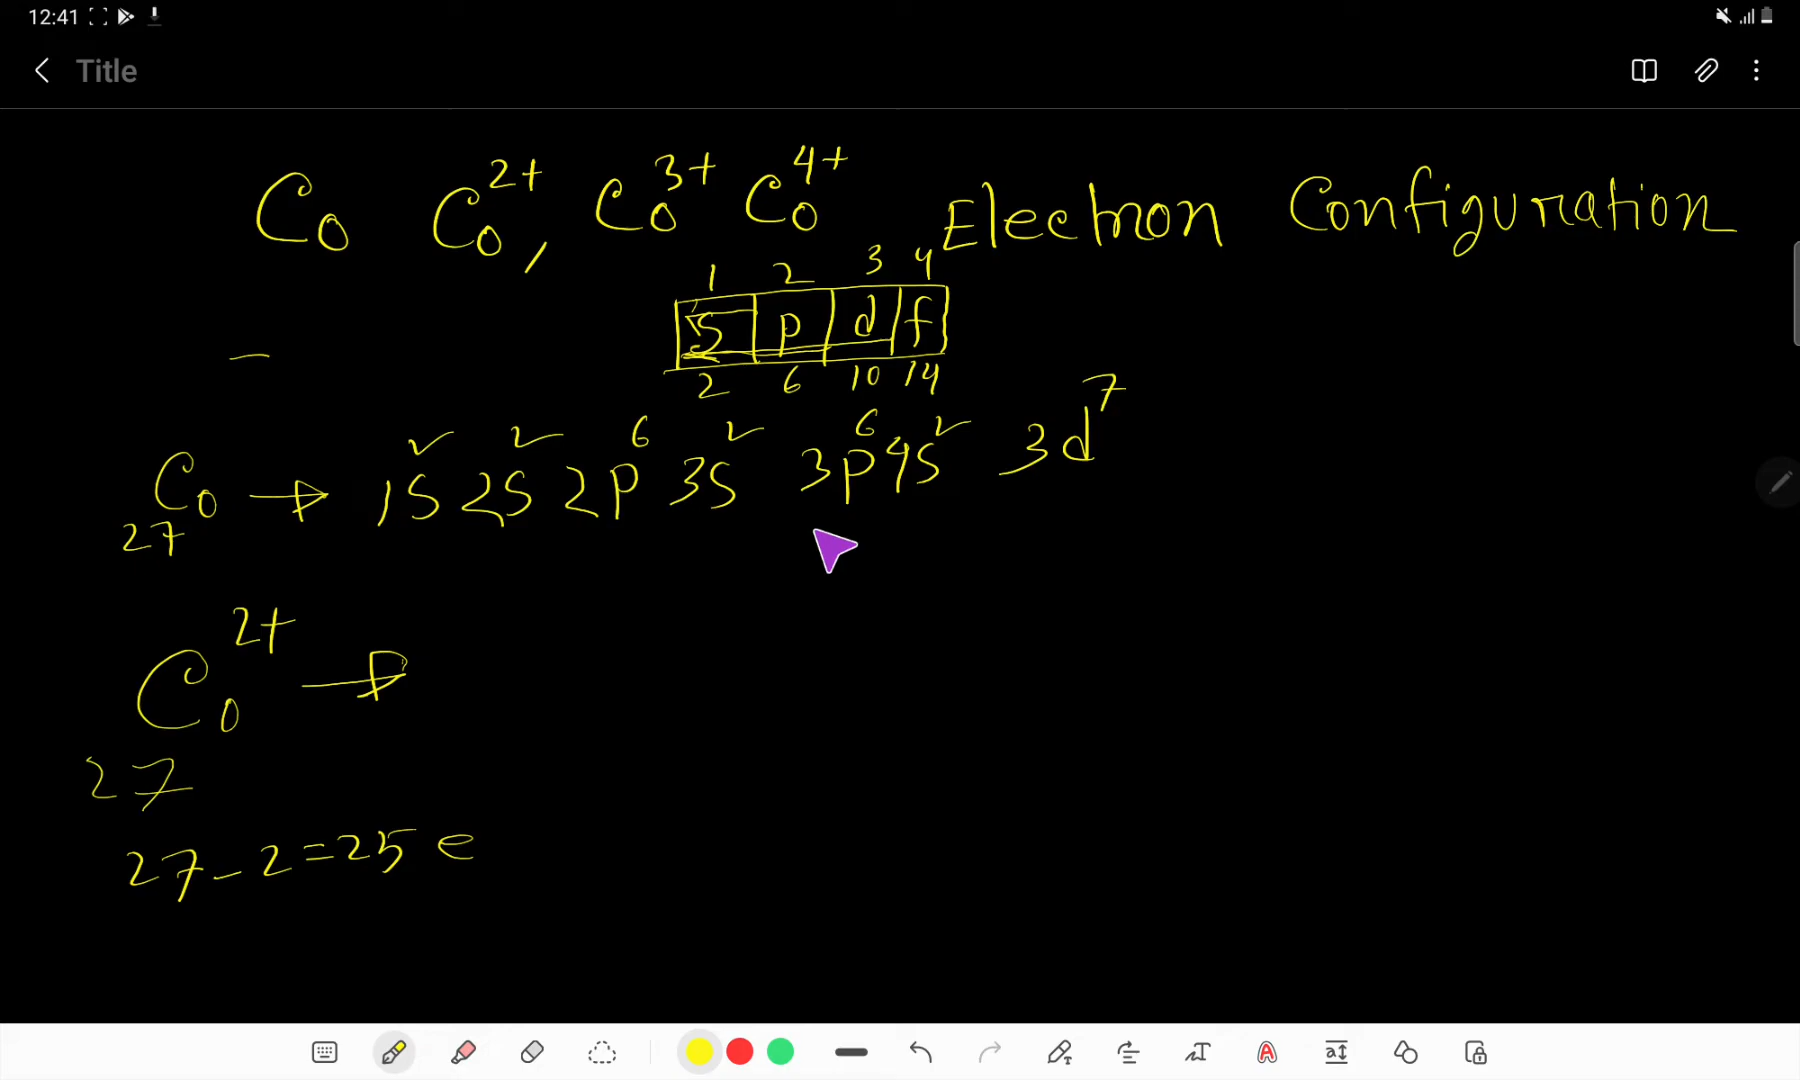 12:41
Title
Co Co²⁺, Co³⁺ Co⁴⁺ Electron Configuration
1 2 3 4
S p d f
2 6 10 14
Co → 1S² 2S² 2p⁶ 3S² 3p⁶ 4S² 3d⁷
27
Co²⁺ →
27
27-2=25 e